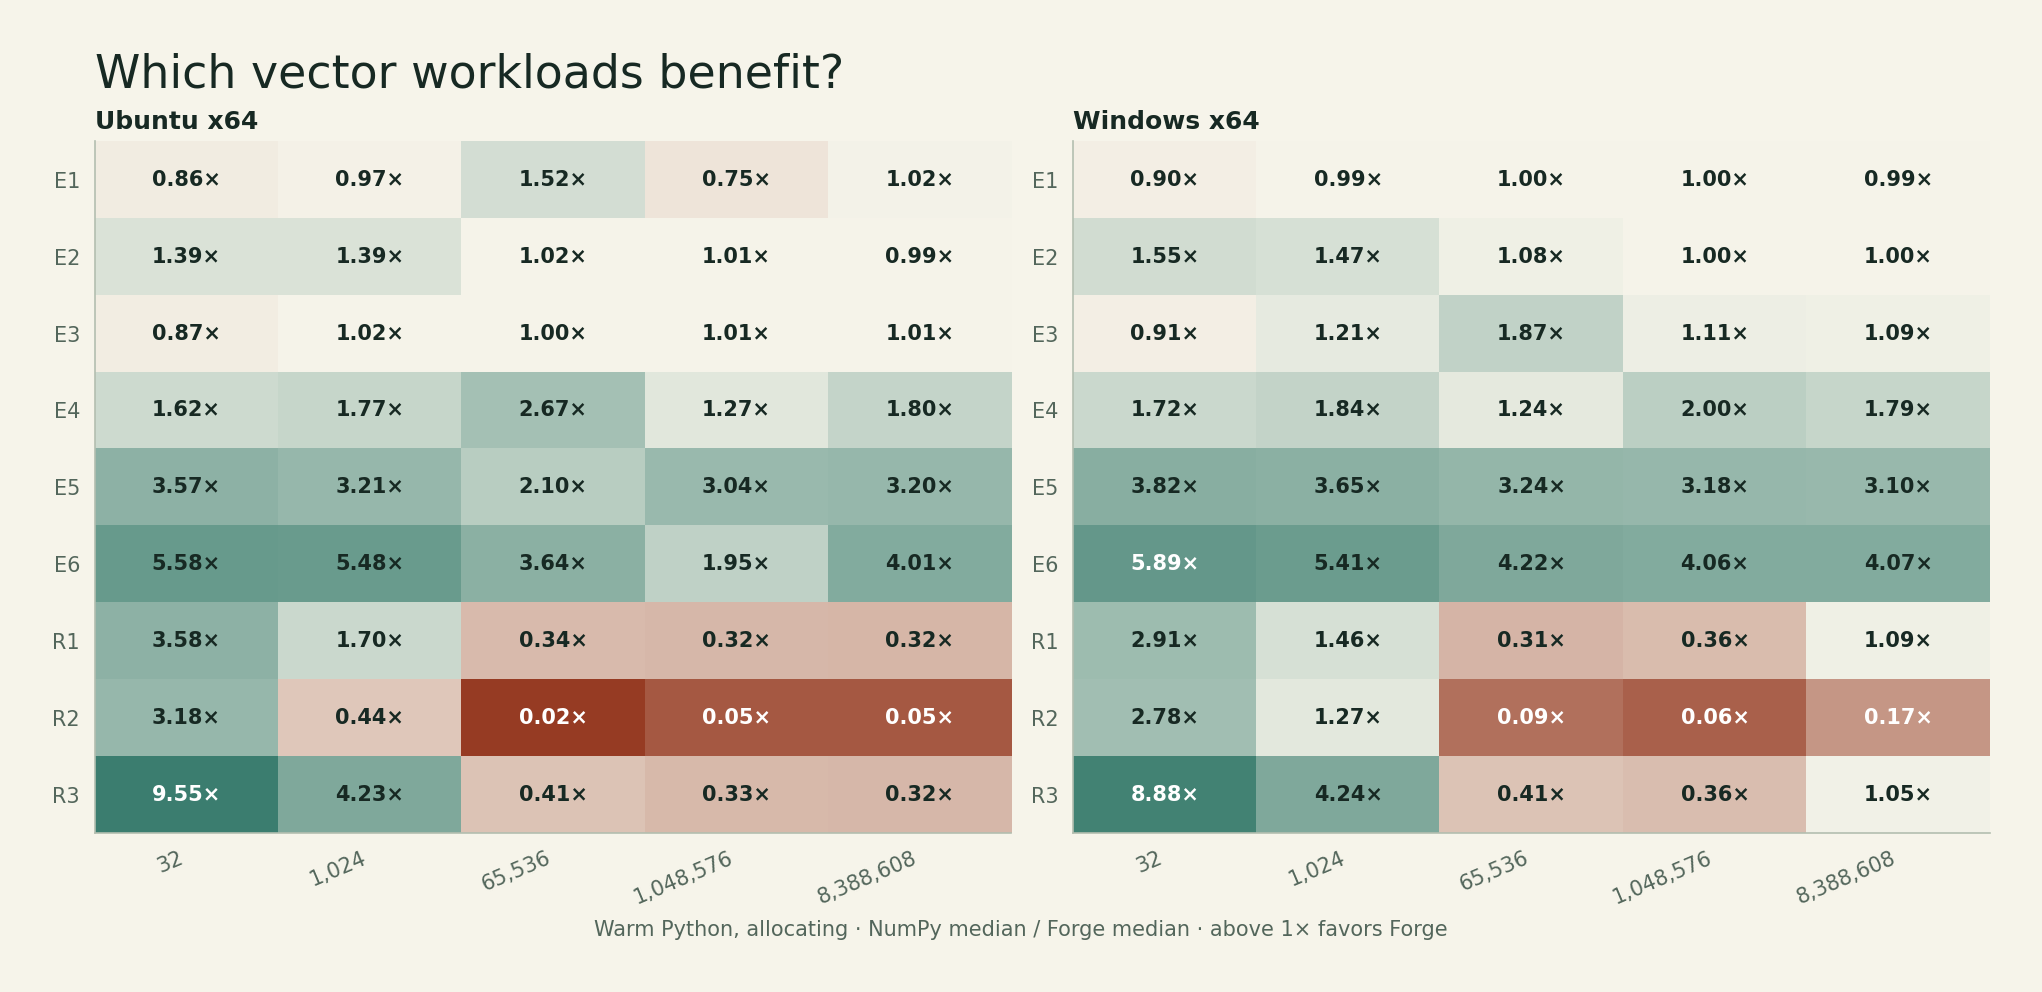 Which vector workloads benefit?
Ubuntu x64
E1 0.86× 0.97× 1.52× 0.75× 1.02×
E2 1.39× 1.39× 1.02× 1.01× 0.99×
E3 0.87× 1.02× 1.00× 1.01× 1.01×
E4 1.62× 1.77× 2.67× 1.27× 1.80×
E5 3.57× 3.21× 2.10× 3.04× 3.20×
E6 5.58× 5.48× 3.64× 1.95× 4.01×
R1 3.58× 1.70× 0.34× 0.32× 0.32×
R2 3.18× 0.44× 0.02× 0.05× 0.05×
R3 9.55× 4.23× 0.41× 0.33× 0.32×
32 1,024 65,536 1,048,576 8,388,608
Windows x64
E1 0.90× 0.99× 1.00× 1.00× 0.99×
E2 1.55× 1.47× 1.08× 1.00× 1.00×
E3 0.91× 1.21× 1.87× 1.11× 1.09×
E4 1.72× 1.84× 1.24× 2.00× 1.79×
E5 3.82× 3.65× 3.24× 3.18× 3.10×
E6 5.89× 5.41× 4.22× 4.06× 4.07×
R1 2.91× 1.46× 0.31× 0.36× 1.09×
R2 2.78× 1.27× 0.09× 0.06× 0.17×
R3 8.88× 4.24× 0.41× 0.36× 1.05×
32 1,024 65,536 1,048,576 8,388,608
Warm Python, allocating · NumPy median / Forge median · above 1× favors Forge